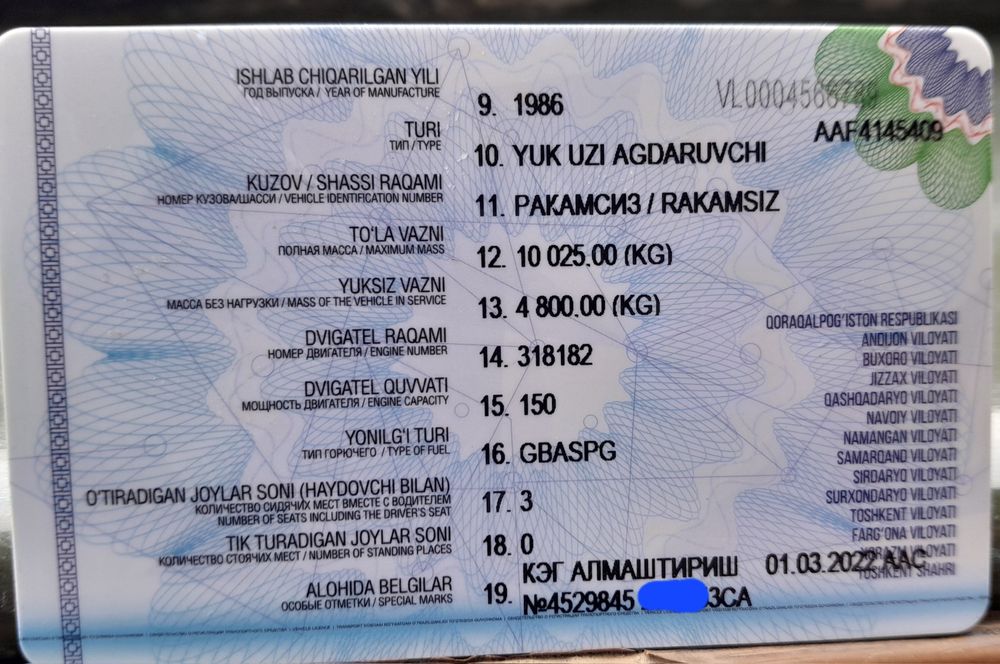 ISHLAB CHIQARILGAN YILI
ГОД ВЫПУСКА / YEAR OF MANUFACTURE
9. 1986
AAF4145409
TURI
ТИП / TYPE
10. YUK UZI AGDARUVCHI
KUZOV / SHASSI RAQAMI
НОМЕР КУЗОВА/ШАССИ / VEHICLE IDENTIFICATION NUMBER
11. РАКАМСИЗ / RAKAMSIZ
TO'LA VAZNI
ПОЛНАЯ МАССА / MAXIMUM MASS
12. 10 025.00 (KG)
YUKSIZ VAZNI
МАССА БЕЗ НАГРУЗКИ / MASS OF THE VEHICLE IN SERVICE
13. 4 800.00 (KG)
DVIGATEL RAQAMI
НОМЕР ДВИГАТЕЛЯ / ENGINE NUMBER
14. 318182
DVIGATEL QUVVATI
МОЩНОСТЬ ДВИГАТЕЛЯ / ENGINE CAPACITY
15. 150
YONILG'I TURI
ТИП ГОРЮЧЕГО / TYPE OF FUEL
16. GBASPG
O'TIRADIGAN JOYLAR SONI (HAYDOVCHI BILAN)
КОЛИЧЕСТВО СИДЯЧИХ МЕСТ ВМЕСТЕ С ВОДИТЕЛЕМ
NUMBER OF SEATS INCLUDING THE DRIVER'S SEAT
17. 3
TIK TURADIGAN JOYLAR SONI
КОЛИЧЕСТВО СТОЯЧИХ МЕСТ / NUMBER OF STANDING PLACES
18. 0
ALOHIDA BELGILAR
ОСОБЫЕ ОТМЕТКИ / SPECIAL MARKS
19. КЭГ АЛМАШТИРИШ 01.03.2022 ААС
№4529845 ЗСА
QORAQALPOG'ISTON RESPUBLIKASI
ANDIJON VILOYATI
BUXORO VILOYATI
JIZZAX VILOYATI
QASHQADARYO VILOYATI
NAVOIY VILOYATI
NAMANGAN VILOYATI
SAMARQAND VILOYATI
SIRDARYO VILOYATI
SURXONDARYO VILOYATI
TOSHKENT VILOYATI
FARG'ONA VILOYATI
XORAZM VILOYATI
TOSHKENT SHAHRI